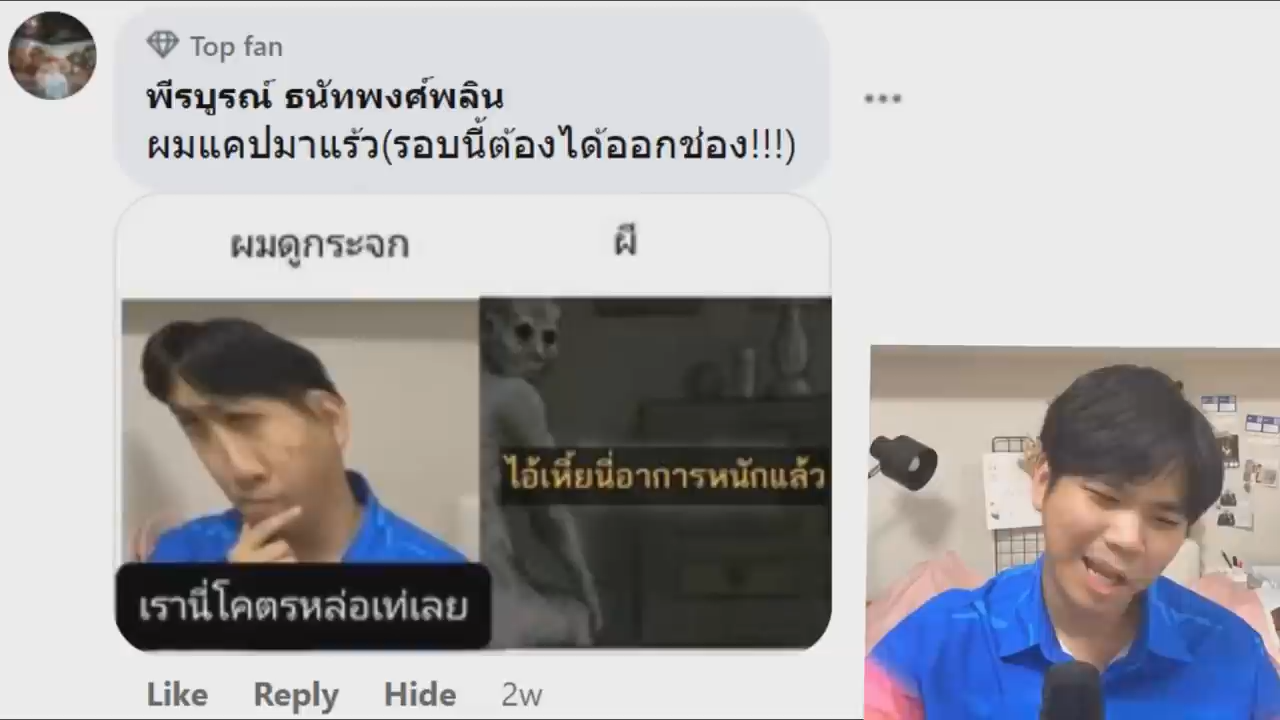 Top fan
พีรบูรณ์ ธนัทพงศ์พลิน
ผมแคปมาแร้ว(รอบนี้ต้องได้ออกช่อง!!!)
ผมดูกระจก
ผี
ไอ้เหี้ยนี่อาการหนักแล้ว
เรานี่โคตรหล่อเท่เลย
Like Reply Hide 2w